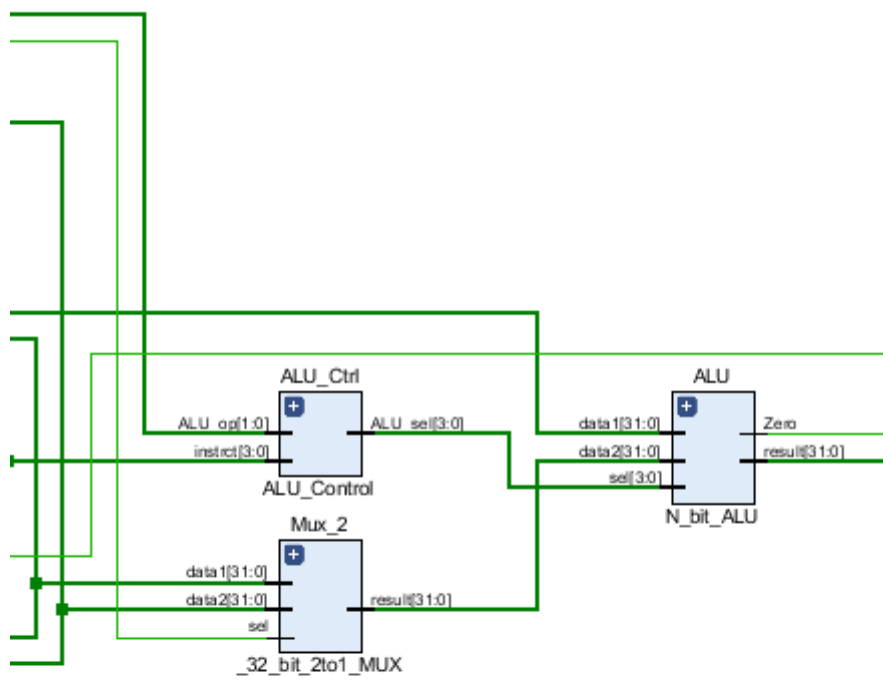 ALU_Ctrl
ALU_op[1:0]
instrct[3:0]
ALU_sel[3:0]
ALU_Control
ALU
data1[31:0]
data2[31:0]
sel[3:0]
Zero
result[31:0]
N_bit_ALU
Mux_2
data1[31:0]
data2[31:0]
sel
result[31:0]
_32_bit_2to1_MUX